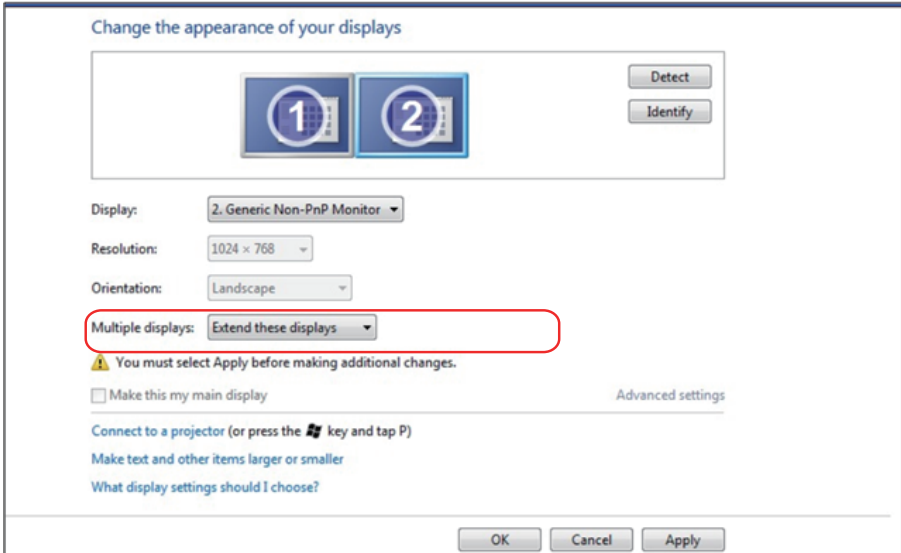 Change the appearance of your displays
1 2
Detect
Identify
Display: 2. Generic Non-PnP Monitor
Resolution: 1024 × 768
Orientation: Landscape
Multiple displays: Extend these displays
You must select Apply before making additional changes.
Make this my main display Advanced settings
Connect to a projector (or press the key and tap P)
Make text and other items larger or smaller
What display settings should I choose?
OK Cancel Apply